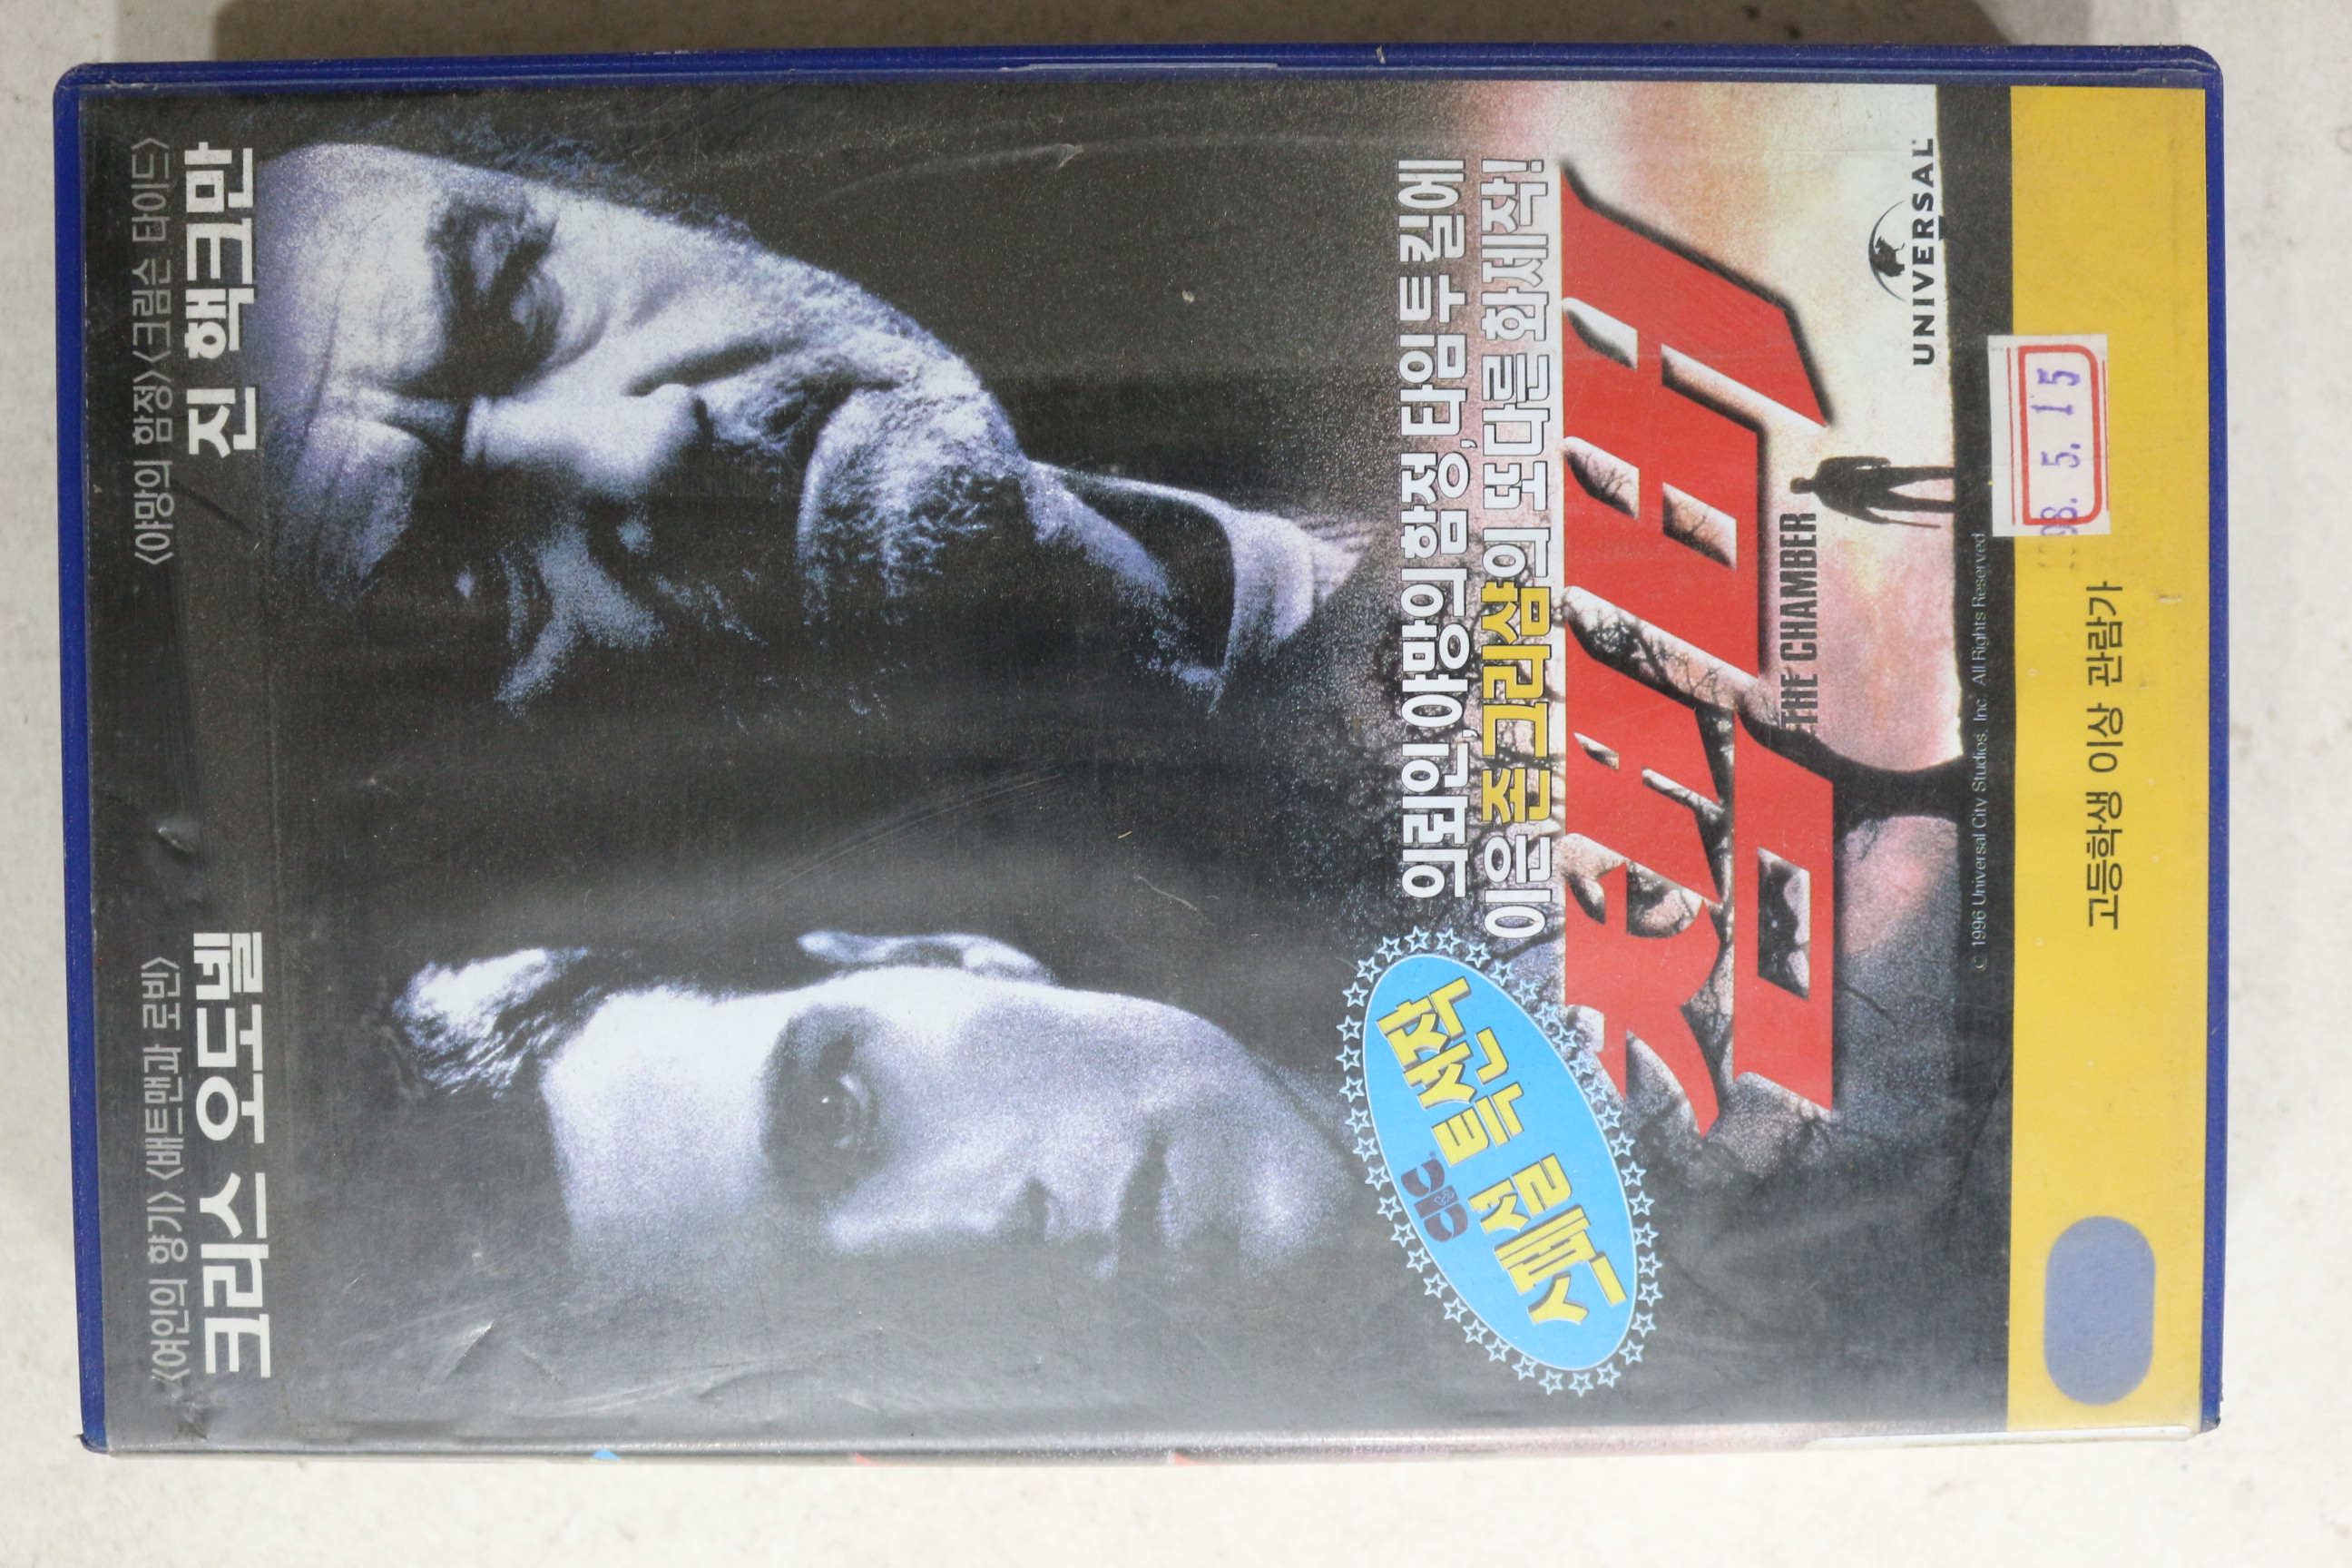 <여인의 향기><배트맨과 로빈>
크리스 오도넬
<야망의 함정><크림슨 타이드>
진 핵크만
의뢰인,야망의 함정,타임 투 킬에
이은 존 그리샴의 또다른 화제작!
CIC 특선작
스페셜
챔버
THE CHAMBER
UNIVERSAL
© 1996 Universal City Studios, Inc. All Rights Reserved
98. 5. 15
고등학생 이상 관람가